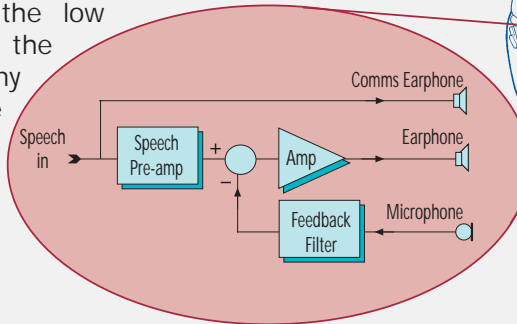 the low
the
ny
e
Comms Earphone
Speech
in
Speech
Pre-amp
+
−
Amp
Earphone
Microphone
Feedback
Filter